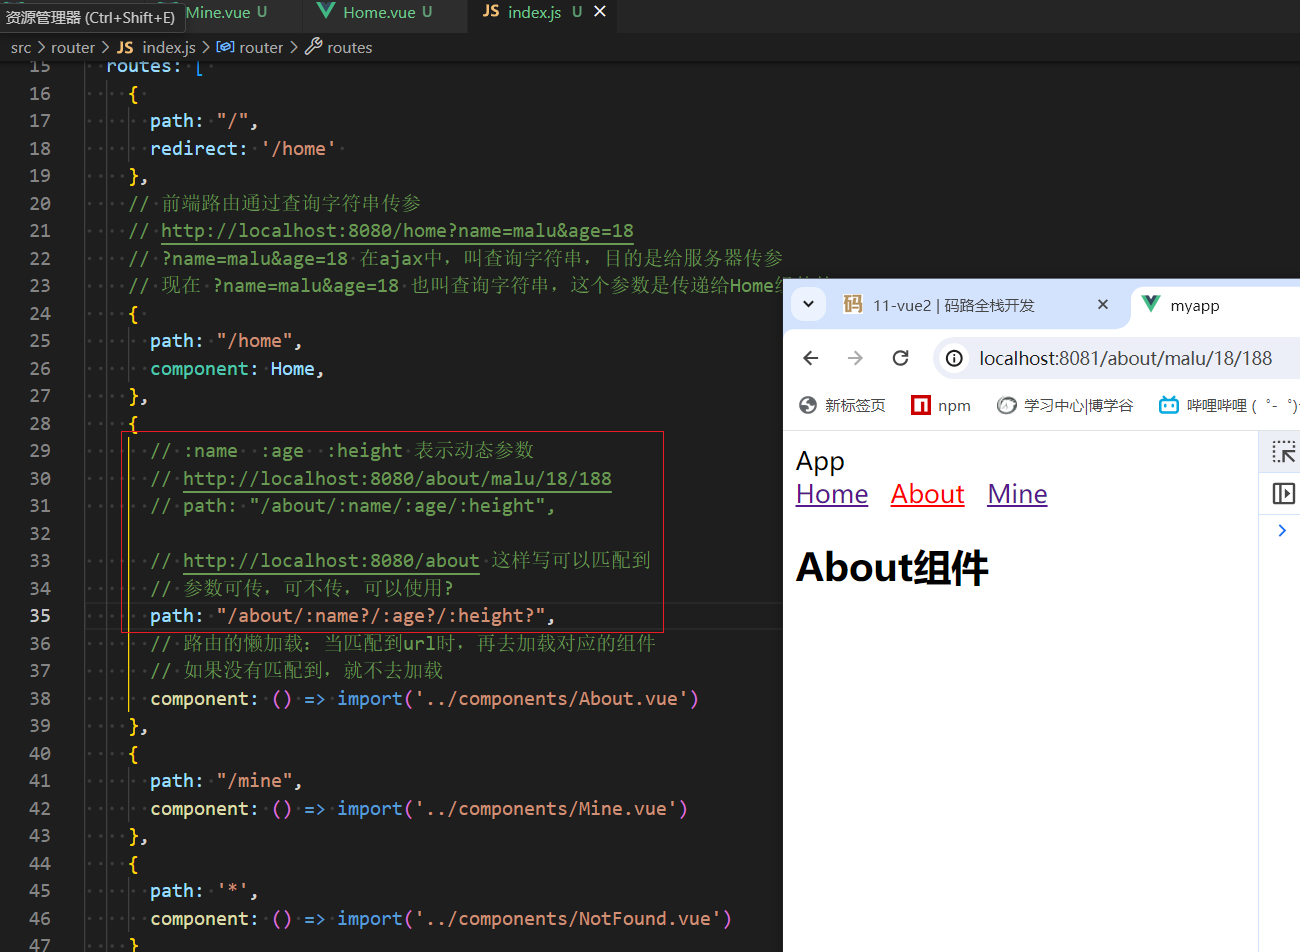 资源管理器 (Ctrl+Shift+E)
Mine.vue U
Home.vue U
JS index.js U
src > router > JS index.js > router > routes
15 routes: [
16 {
17 path: "/",
18 redirect: '/home'
19 },
20 // 前端路由通过查询字符串传参
21 // http://localhost:8080/home?name=malu&age=18
22 // ?name=malu&age=18 在ajax中，叫查询字符串，目的是给服务器传参
23 // 现在 ?name=malu&age=18 也叫查询字符串，这个参数是传递给Home
24 {
25 path: "/home",
26 component: Home,
27 },
28 {
29 // :name :age :height 表示动态参数
30 // http://localhost:8080/about/malu/18/188
31 // path: "/about/:name/:age/:height",
32
33 // http://localhost:8080/about 这样写可以匹配到
34 // 参数可传，可不传，可以使用?
35 path: "/about/:name?/:age?/:height?",
36 // 路由的懒加载：当匹配到url时，再去加载对应的组件
37 // 如果没有匹配到，就不去加载
38 component: () => import('../components/About.vue')
39 },
40 {
41 path: "/mine",
42 component: () => import('../components/Mine.vue')
43 },
44 {
45 path: '*',
46 component: () => import('../components/NotFound.vue')
47 }
码 11-vue2 | 码路全栈开发
myapp
localhost:8081/about/malu/18/188
新标签页
npm
学习中心|博学谷
哔哩哔哩 ( ゜- ゜)
App
Home About Mine
About组件